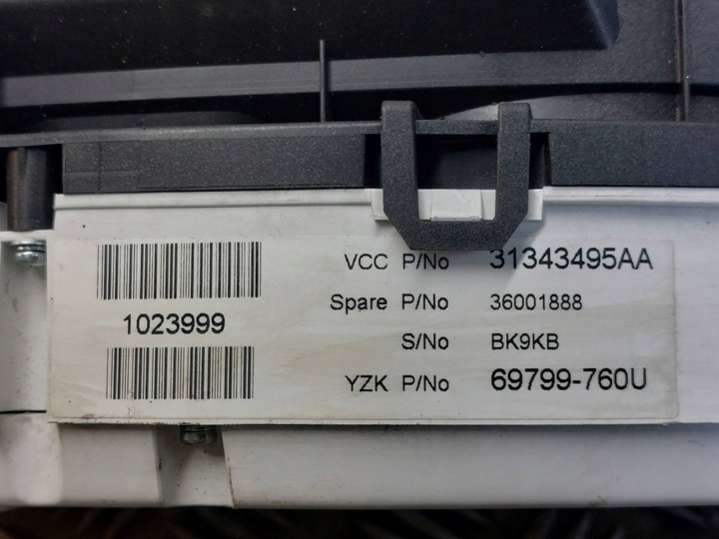 VCC P/No 31343495AA
Spare P/No 36001888
1023999
S/No BK9KB
YZK P/No 69799-760U